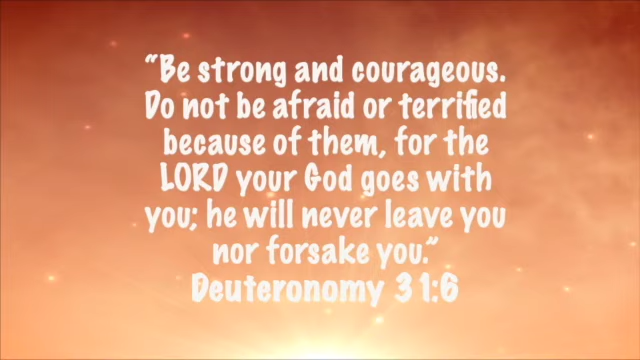 “Be strong and courageous.
Do not be afraid or terrified
because of them, for the
LORD your God goes with
you; he will never leave you
nor forsake you.”
Deuteronomy 31:6